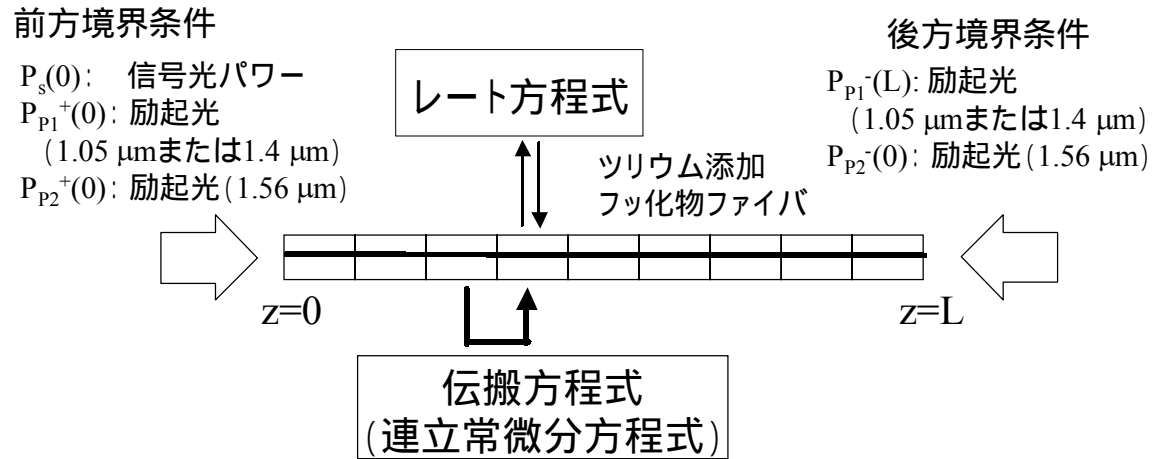 前方境界条件
Ps(0): 信号光パワー
PP1+(0): 励起光
(1.05 μmまたは1.4 μm)
PP2+(0): 励起光(1.56 μm)
レート方程式
後方境界条件
PP1-(L): 励起光
(1.05 μmまたは1.4 μm)
PP2-(0): 励起光(1.56 μm)
ツリウム添加
フッ化物ファイバ
z=0
z=L
伝搬方程式
(連立常微分方程式)